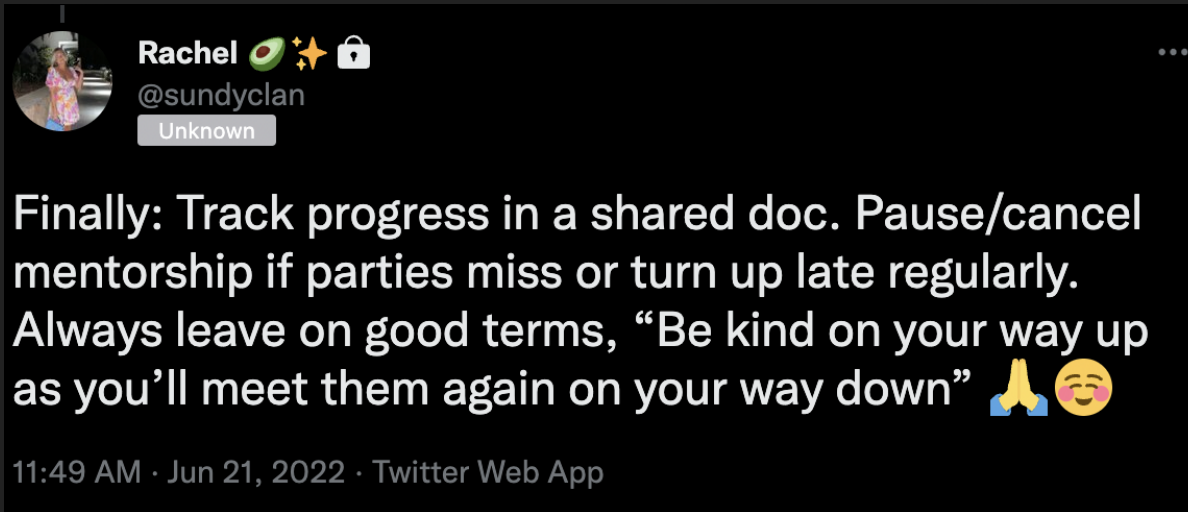 Rachel 🥑✨🔒
@sundyclan
Unknown
Finally: Track progress in a shared doc. Pause/cancel
mentorship if parties miss or turn up late regularly.
Always leave on good terms, “Be kind on your way up
as you’ll meet them again on your way down” 🙏☺️
11:49 AM · Jun 21, 2022 · Twitter Web App